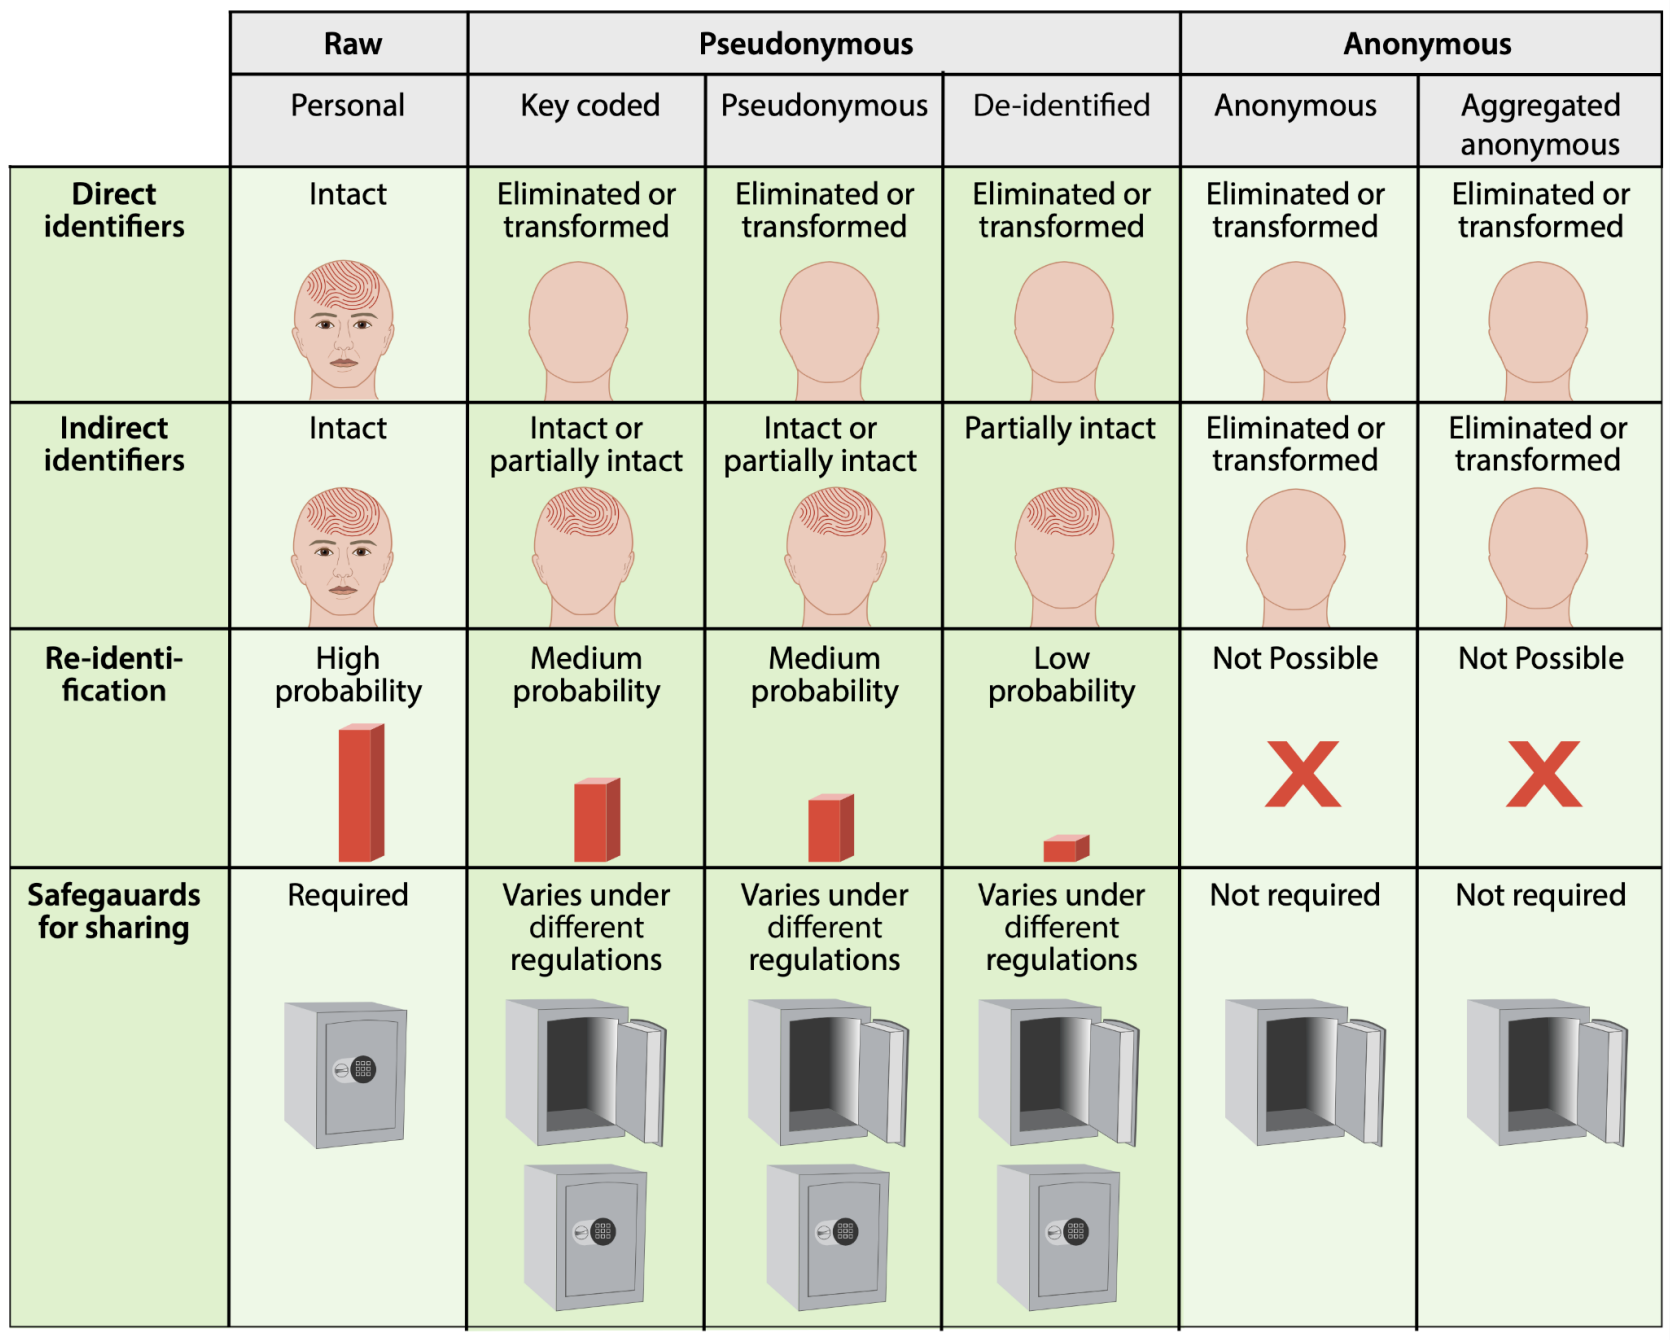 Raw Pseudonymous Anonymous
Personal Key coded Pseudonymous De-identified Anonymous Aggregated
anonymous
Direct
identifiers
Intact
Eliminated or
transformed
Eliminated or
transformed
Eliminated or
transformed
Eliminated or
transformed
Eliminated or
transformed
Indirect
identifiers
Intact
Intact or
partially intact
Intact or
partially intact
Partially intact
Eliminated or
transformed
Eliminated or
transformed
Re-identi-
fication
High
probability
Medium
probability
Medium
probability
Low
probability
Not Possible
Not Possible
Safegauards
for sharing
Required
Varies under
different
regulations
Varies under
different
regulations
Varies under
different
regulations
Not required
Not required